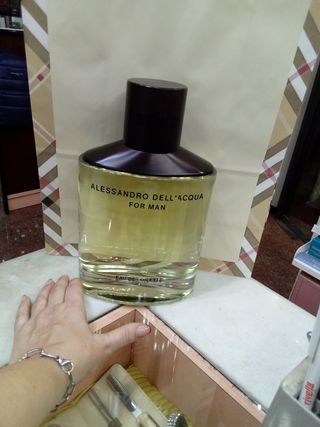 ALESSANDRO DELL'ACQUA
FOR MAN
EAU DE TOILETTE